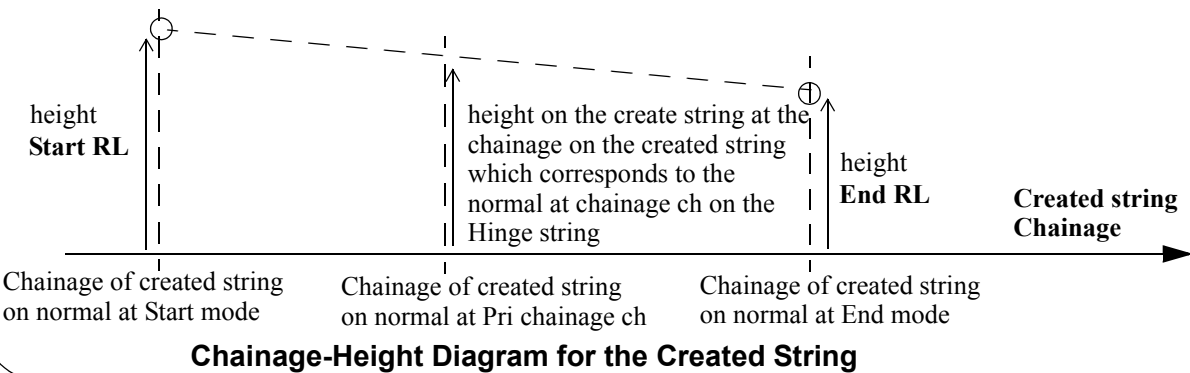 height
Start RL
height on the create string at the
chainage on the created string
which corresponds to the
normal at chainage ch on the
Hinge string
height
End RL
Created string
Chainage
Chainage of created string
on normal at Start mode
Chainage of created string
on normal at Pri chainage ch
Chainage of created string
on normal at End mode
Chainage-Height Diagram for the Created String